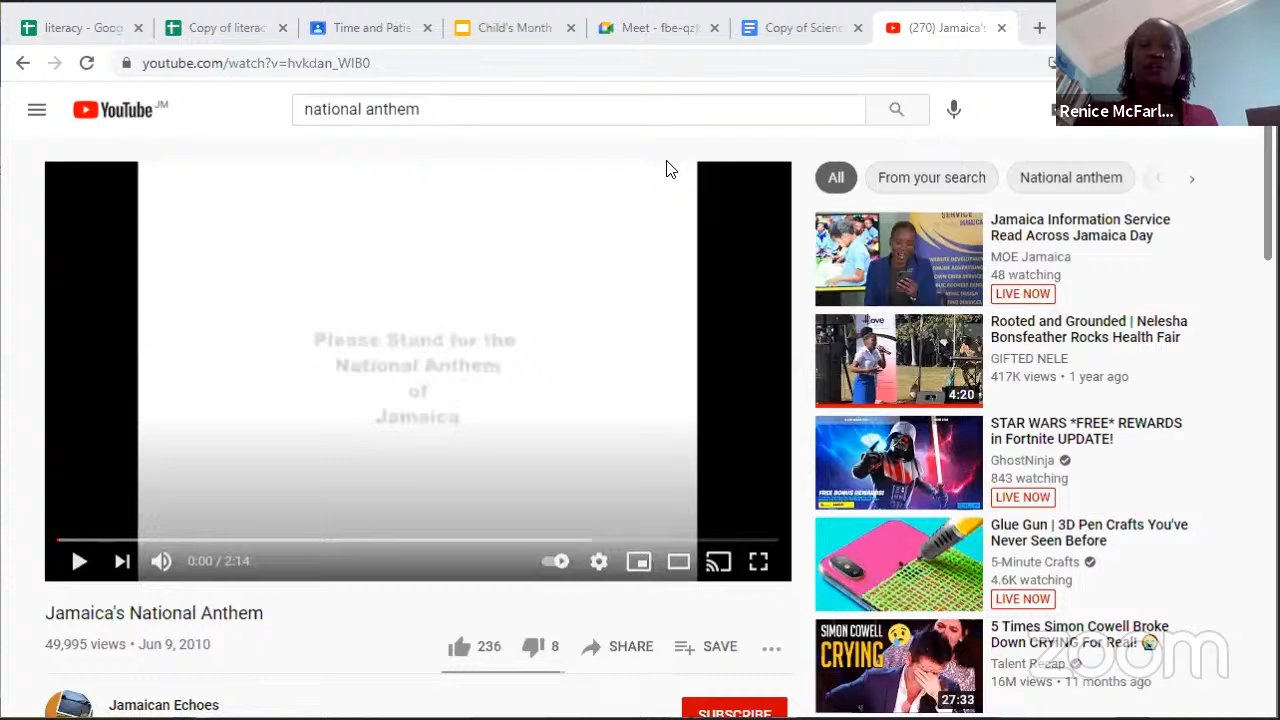 literacy - Goog
Copy of literac
Time and Patie
Child's Month
Meet - fbe-qzk
Copy of Scienc
(270) Jamaica's
youtube.com/watch?v=hvkdan_WIB0
YouTube JM
national anthem
Renice McFarl...
Please Stand for the
National Anthem
of
Jamaica
0:00 / 2:14
Jamaica's National Anthem
49,995 views • Jun 9, 2010
236
8
SHARE
SAVE
Jamaican Echoes
SUBSCRIBE
All
From your search
National anthem
SERVICE
Jamaica Information Service
Read Across Jamaica Day
MOE Jamaica
48 watching
LIVE NOW
Rooted and Grounded | Nelesha
Bonsfeather Rocks Health Fair
GIFTED NELE
417K views • 1 year ago
4:20
STAR WARS *FREE* REWARDS
in Fortnite UPDATE!
GhostNinja
843 watching
LIVE NOW
FREE BONUS REWARDS!
Glue Gun | 3D Pen Crafts You've
Never Seen Before
5-Minute Crafts
4.6K watching
LIVE NOW
SIMON COWELL
CRYING
27:33
5 Times Simon Cowell Broke
Down CRYING For Real!
Talent Recap
16M views • 11 months ago
zoom